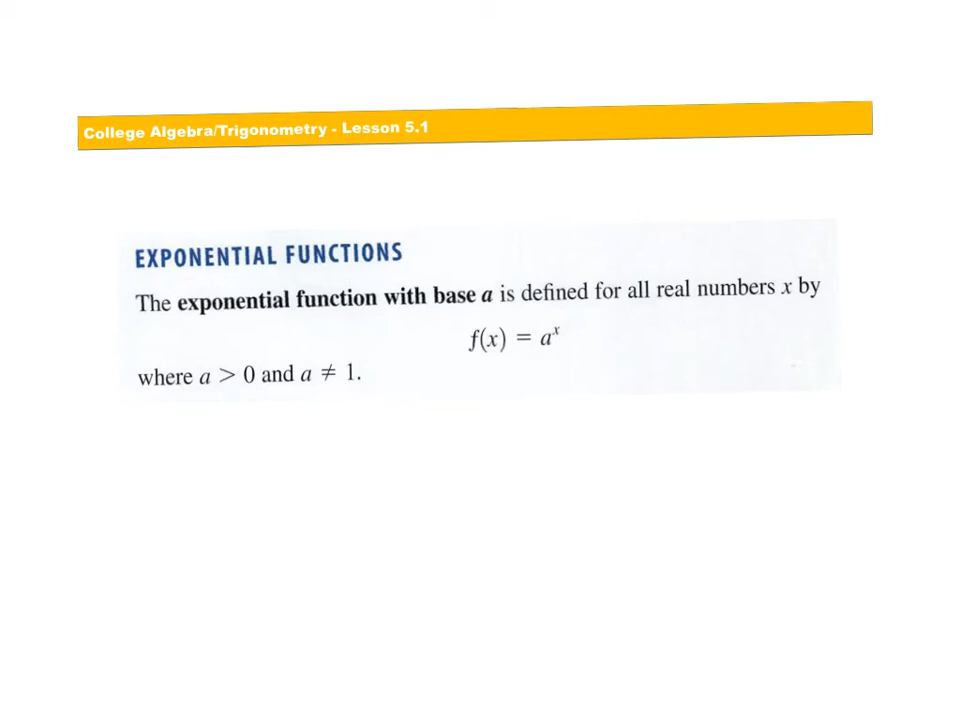 College Algebra/Trigonometry - Lesson 5.1
EXPONENTIAL FUNCTIONS
The exponential function with base a is defined for all real numbers x by
f(x) = aˣ
where a > 0 and a ≠ 1.